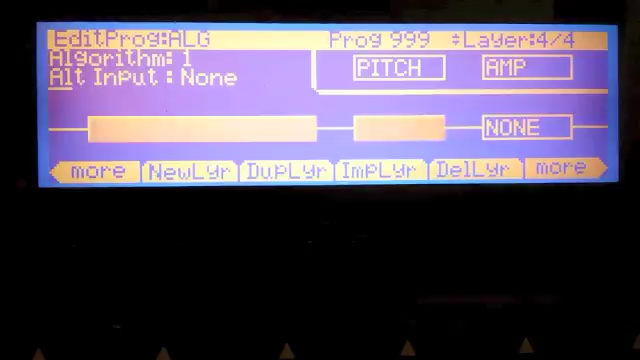 EditProg:ALG Prog 999 ÷Layer:4/4
Algorithm: 1 PITCH AMP
Alt Input : None
NONE
more NewLyr DupLyr ImpLyr DelLyr more